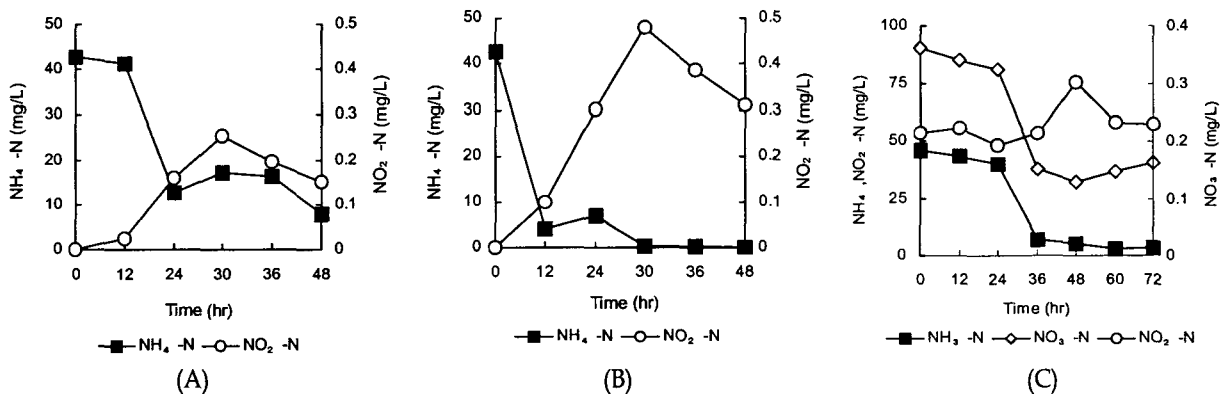 50
40
30
20
10
0
NH₄ -N (mg/L)
0.5
0.4
0.3
0.2
0.1
0
NO₂ -N (mg/L)
0 12 24 30 36 48
Time (hr)
NH₄ -N NO₂ -N
(A)
50
40
30
20
10
0
NH₄ -N (mg/L)
0.5
0.4
0.3
0.2
0.1
0
NO₂ -N (mg/L)
0 12 24 30 36 48
Time (hr)
NH₄ -N NO₂ -N
(B)
100
75
50
25
0
NH₄ ,NO₂ -N (mg/L)
0.4
0.3
0.2
0.1
0
NO₃ -N (mg/L)
0 12 24 36 48 60 72
Time (hr)
NH₃ -N NO₃ -N NO₂ -N
(C)